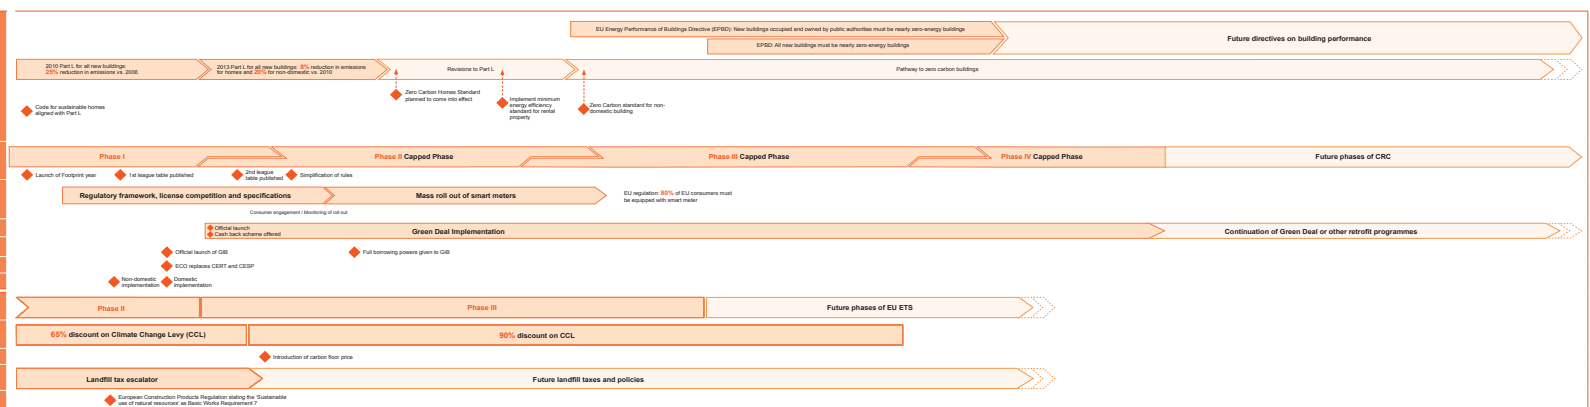 EU Energy Performance of Buildings Directive (EPBD): New buildings occupied and owned by public authorities must be nearly zero-energy buildings
EPBD: All new buildings must be nearly zero-energy buildings
Future directives on building performance
2010 Part L for all new buildings:
25% reduction in emissions vs. 2006
2013 Part L for all new buildings: 8% reduction in emissions
for homes and 20% for non-domestic vs. 2010
Revisions to Part L
Pathway to zero carbon buildings
Code for sustainable homes
aligned with Part L
Zero Carbon Homes Standard
planned to come into effect
Implement minimum
energy efficiency
standard for rental
property
Zero Carbon standard for non-
domestic building
Phase I
Phase II Capped Phase
Phase III Capped Phase
Phase IV Capped Phase
Future phases of CRC
Launch of Footprint year
1st league table published
2nd league
table published
Simplification of rules
Regulatory framework, license competition and specifications
Mass roll out of smart meters
EU regulation: 80% of EU consumers must
be equipped with smart meter
Consumer engagement / Monitoring of roll-out
Official launch
Cash back scheme offered
Green Deal Implementation
Continuation of Green Deal or other retrofit programmes
Official launch of GIB
Full borrowing powers given to GIB
ECO replaces CERT and CESP
Non-domestic
implementation
Domestic
implementation
Phase II
Phase III
Future phases of EU ETS
65% discount on Climate Change Levy (CCL)
90% discount on CCL
Introduction of carbon floor price
Landfill tax escalator
Future landfill taxes and policies
European Construction Products Regulation stating the 'Sustainable
use of natural resources' as Basic Works Requirement 7